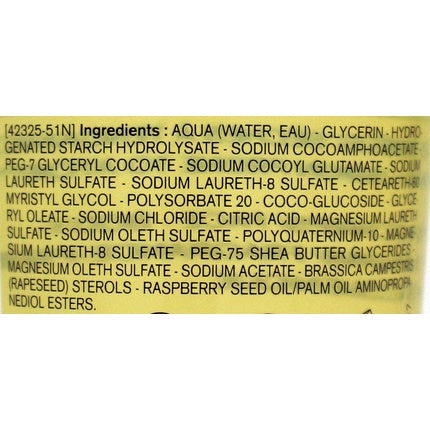 [42325-51N] Ingredients : AQUA (WATER, EAU) - GLYCERIN - HYDRO-
GENATED STARCH HYDROLYSATE - SODIUM COCOAMPHOACETATE -
PEG-7 GLYCERYL COCOATE - SODIUM COCOYL GLUTAMATE - SODIUM
LAURETH SULFATE - SODIUM LAURETH-8 SULFATE - CETEARETH-60
MYRISTYL GLYCOL - POLYSORBATE 20 - COCO-GLUCOSIDE - GLYCE
RYL OLEATE - SODIUM CHLORIDE - CITRIC ACID - MAGNESIUM LAURETH
SULFATE - SODIUM OLETH SULFATE - POLYQUATERNIUM-10 - MAGNE-
SIUM LAURETH-8 SULFATE - PEG-75 SHEA BUTTER GLYCERIDES -
MAGNESIUM OLETH SULFATE - SODIUM ACETATE - BRASSICA CAMPESTRIS
(RAPESEED) STEROLS - RASPBERRY SEED OIL/PALM OIL AMINOPROPA
NEDIOL ESTERS.